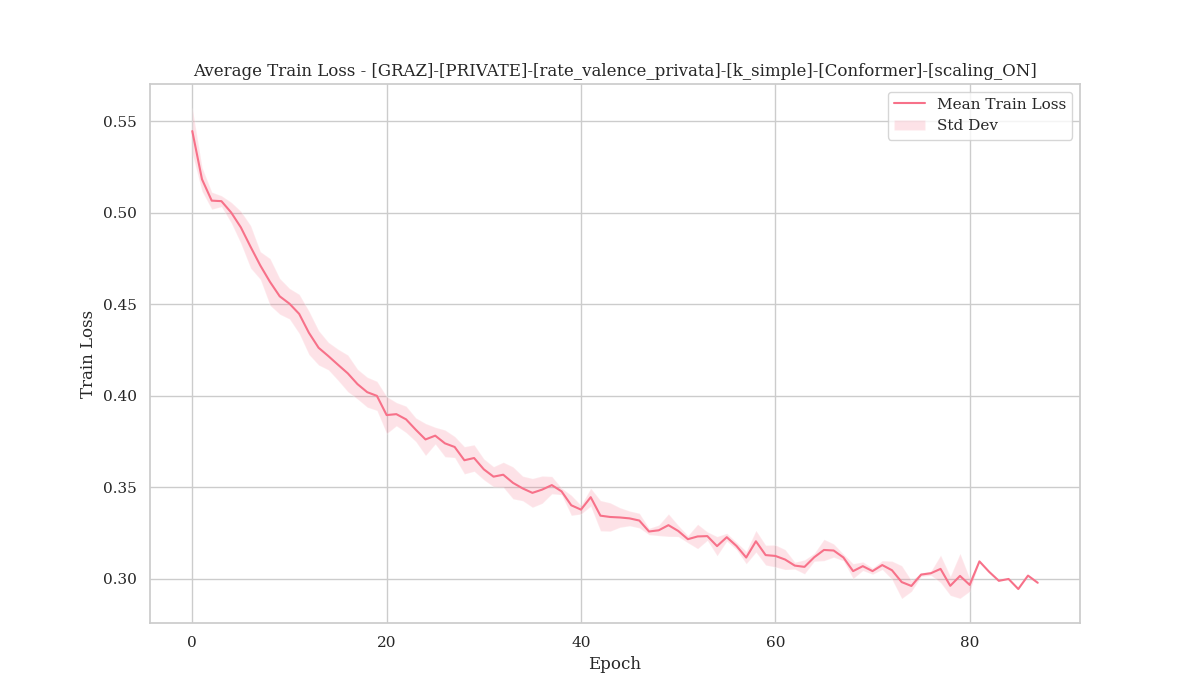 Average Train Loss - [GRAZ]-[PRIVATE]-[rate_valence_privata]-[k_simple]-[Conformer]-[scaling_ON]
Mean Train Loss
Std Dev
Train Loss
0.55
0.50
0.45
0.40
0.35
0.30
0
20
40
60
80
Epoch